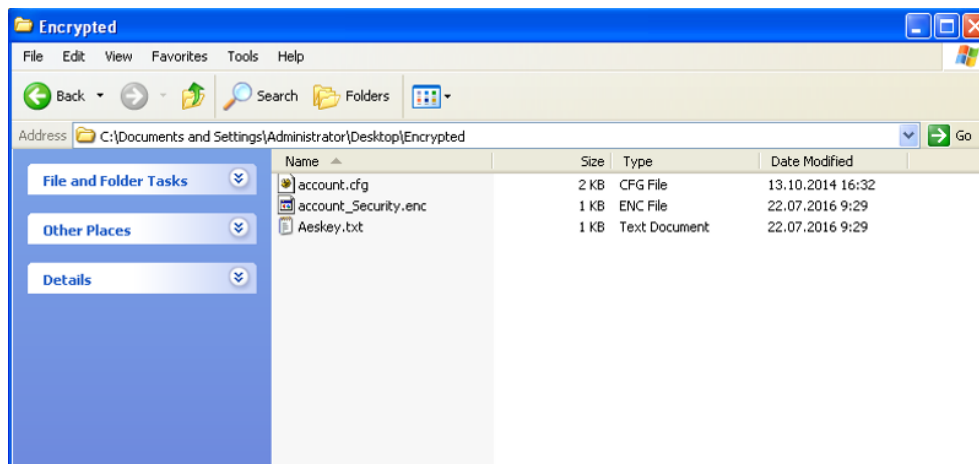 Encrypted
File Edit View Favorites Tools Help
Back Search Folders
Address C:\Documents and Settings\Administrator\Desktop\Encrypted Go
Name Size Type Date Modified
File and Folder Tasks
account.cfg 2 KB CFG File 13.10.2014 16:32
account_Security.enc 1 KB ENC File 22.07.2016 9:29
Other Places
Aeskey.txt 1 KB Text Document 22.07.2016 9:29
Details